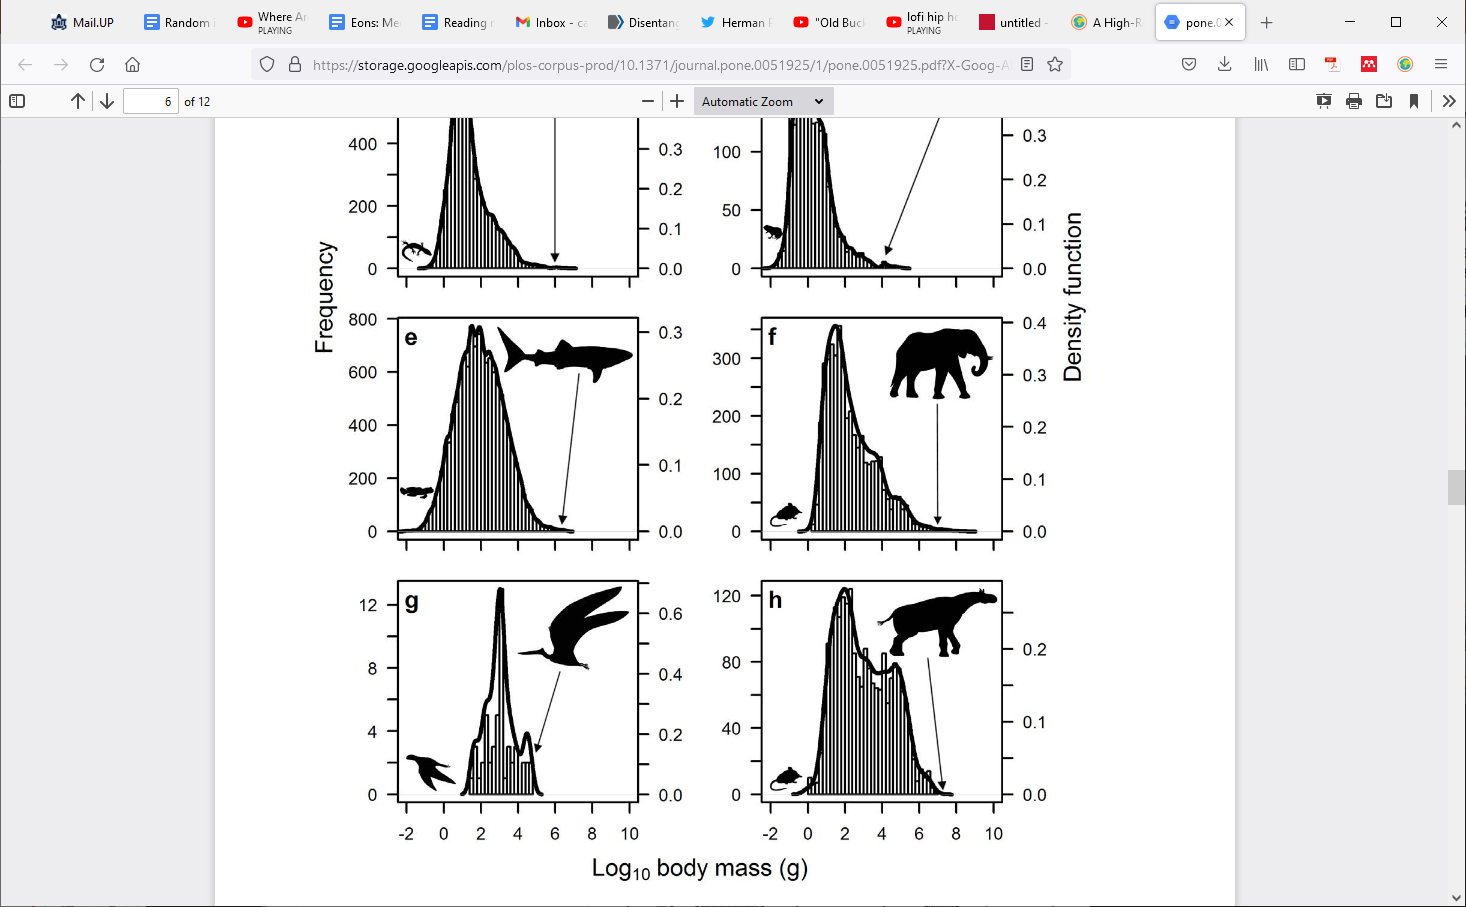 Mail.UP
Random i
Where Ar
PLAYING
Eons: Me
Reading r
Inbox - ca
Disentang
Herman P
"Old Buck
lofi hip h
PLAYING
untitled -
A High-R
pone.0
https://storage.googleapis.com/plos-corpus-prod/10.1371/journal.pone.0051925/1/pone.0051925.pdf?X-Goog-A
6 of 12
Automatic Zoom
Frequency
Density function
400
200
0
0.3
0.2
0.1
0.0
100
50
0
0.3
0.2
0.1
0.0
e
800
600
400
200
0
0.3
0.2
0.1
0.0
f
300
200
100
0
0.4
0.3
0.2
0.1
0.0
g
12
8
4
0
0.6
0.4
0.2
0.0
-2 0 2 4 6 8 10
h
120
80
40
0
0.2
0.1
0.0
-2 0 2 4 6 8 10
Log10 body mass (g)